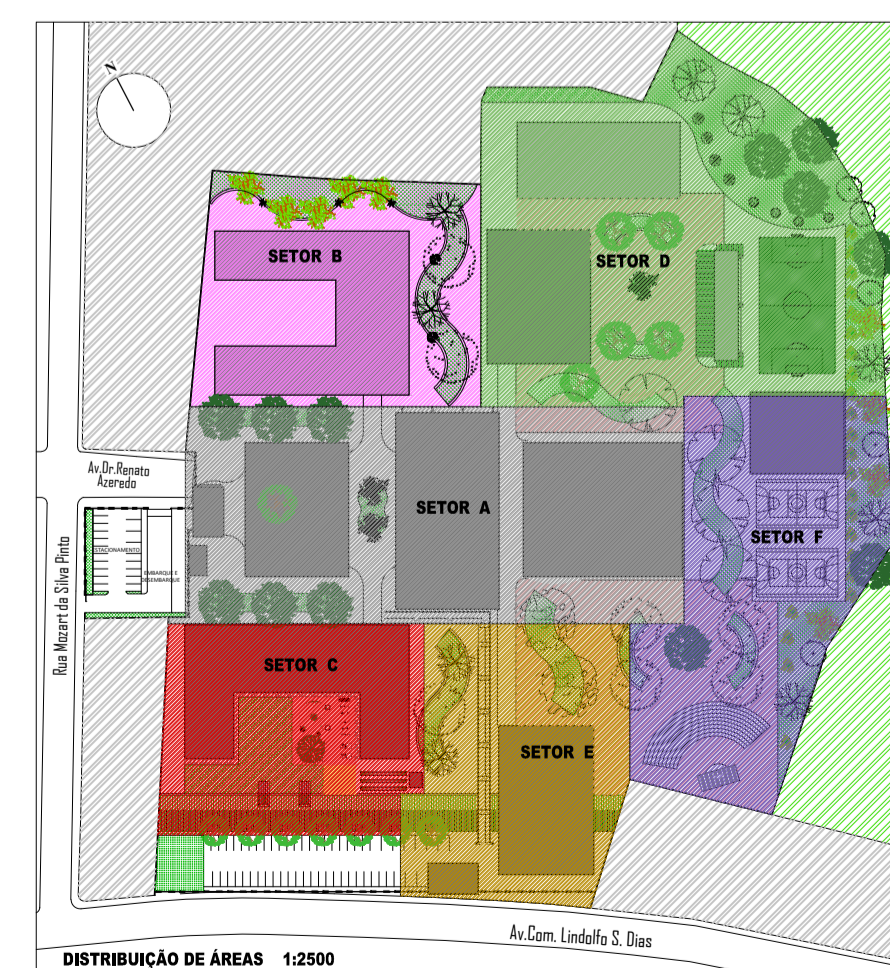 N
SETOR B
SETOR D
Av.Dr.Renato
Azeredo
SETOR A
SETOR F
STACIONAMENTO
EMBARQUE E
DESEMBARQUE
Rua Mozart da Silva Pinto
SETOR C
SETOR E
Av.Com. Lindolfo S. Dias
DISTRIBUIÇÃO DE ÁREAS 1:2500